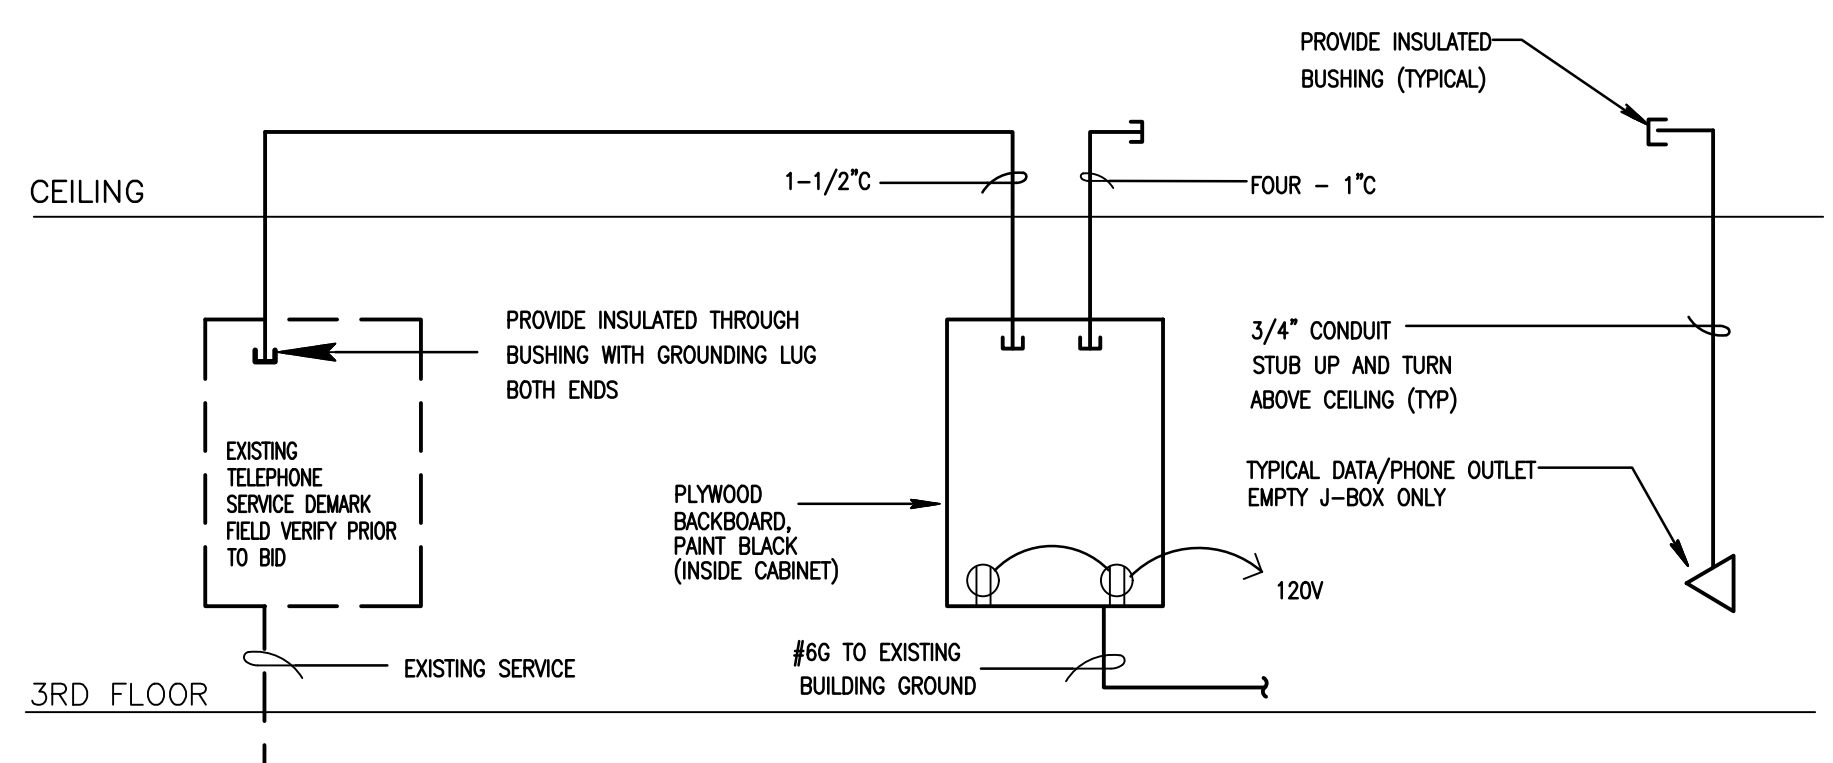 PROVIDE INSULATED
BUSHING (TYPICAL)
1-1/2"C
FOUR - 1"C
CEILING
PROVIDE INSULATED THROUGH
BUSHING WITH GROUNDING LUG
BOTH ENDS
3/4" CONDUIT
STUB UP AND TURN
ABOVE CEILING (TYP)
EXISTING
TELEPHONE
SERVICE DEMARK
FIELD VERIFY PRIOR
TO BID
PLYWOOD
BACKBOARD,
PAINT BLACK
(INSIDE CABINET)
TYPICAL DATA/PHONE OUTLET
EMPTY J-BOX ONLY
120V
#6G TO EXISTING
BUILDING GROUND
EXISTING SERVICE
3RD FLOOR